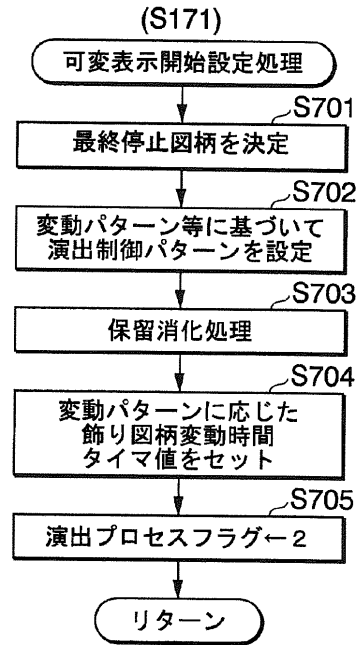 (S171)
可変表示開始設定処理
S701
最終停止図柄を決定
S702
変動パターン等に基づいて
演出制御パターンを設定
S703
保留消化処理
S704
変動パターンに応じた
飾り図柄変動時間
タイマ値をセット
S705
演出プロセスフラグ←2
リターン